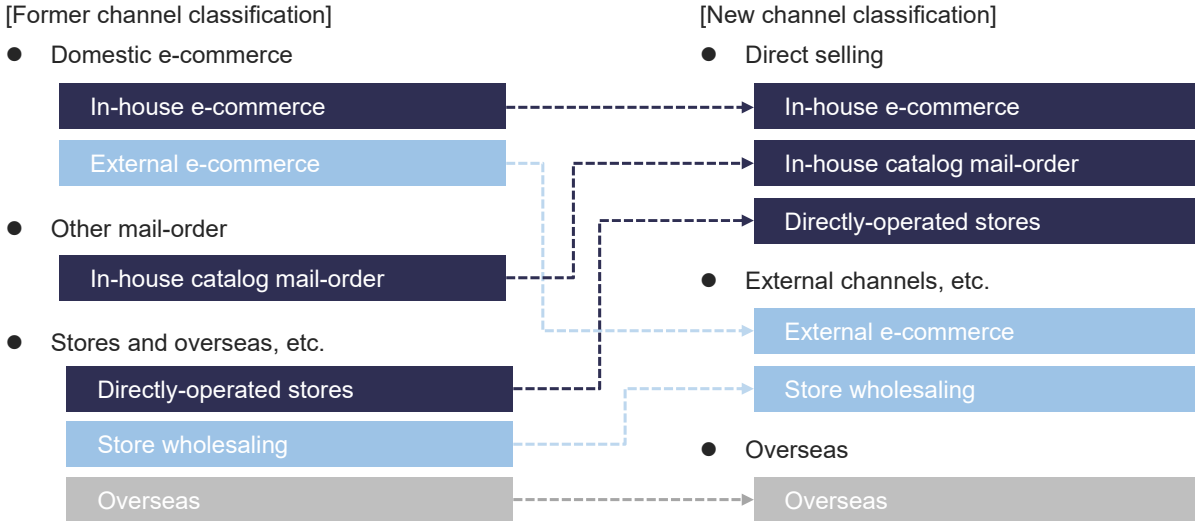 [Former channel classification]
● Domestic e-commerce
In-house e-commerce
External e-commerce
● Other mail-order
In-house catalog mail-order
● Stores and overseas, etc.
Directly-operated stores
Store wholesaling
Overseas
[New channel classification]
● Direct selling
In-house e-commerce
In-house catalog mail-order
Directly-operated stores
● External channels, etc.
External e-commerce
Store wholesaling
● Overseas
Overseas